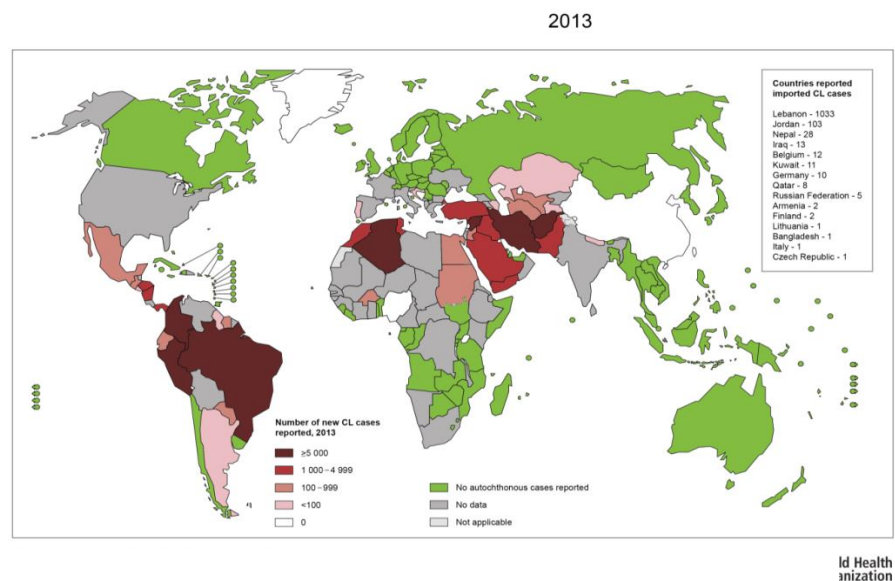 2013
Countries reported
imported CL cases
Lebanon - 1033
Jordan - 103
Nepal - 28
Iraq - 13
Belgium - 12
Kuwait - 11
Germany - 10
Qatar - 8
Russian Federation - 5
Armenia - 2
Finland - 2
Lithuania - 1
Bangladesh - 1
Italy - 1
Czech Republic - 1
Number of new CL cases
reported, 2013
≥5 000
1 000–4 999
100–999
<100
0
No autochthonous cases reported
No data
Not applicable
ld Health
anization